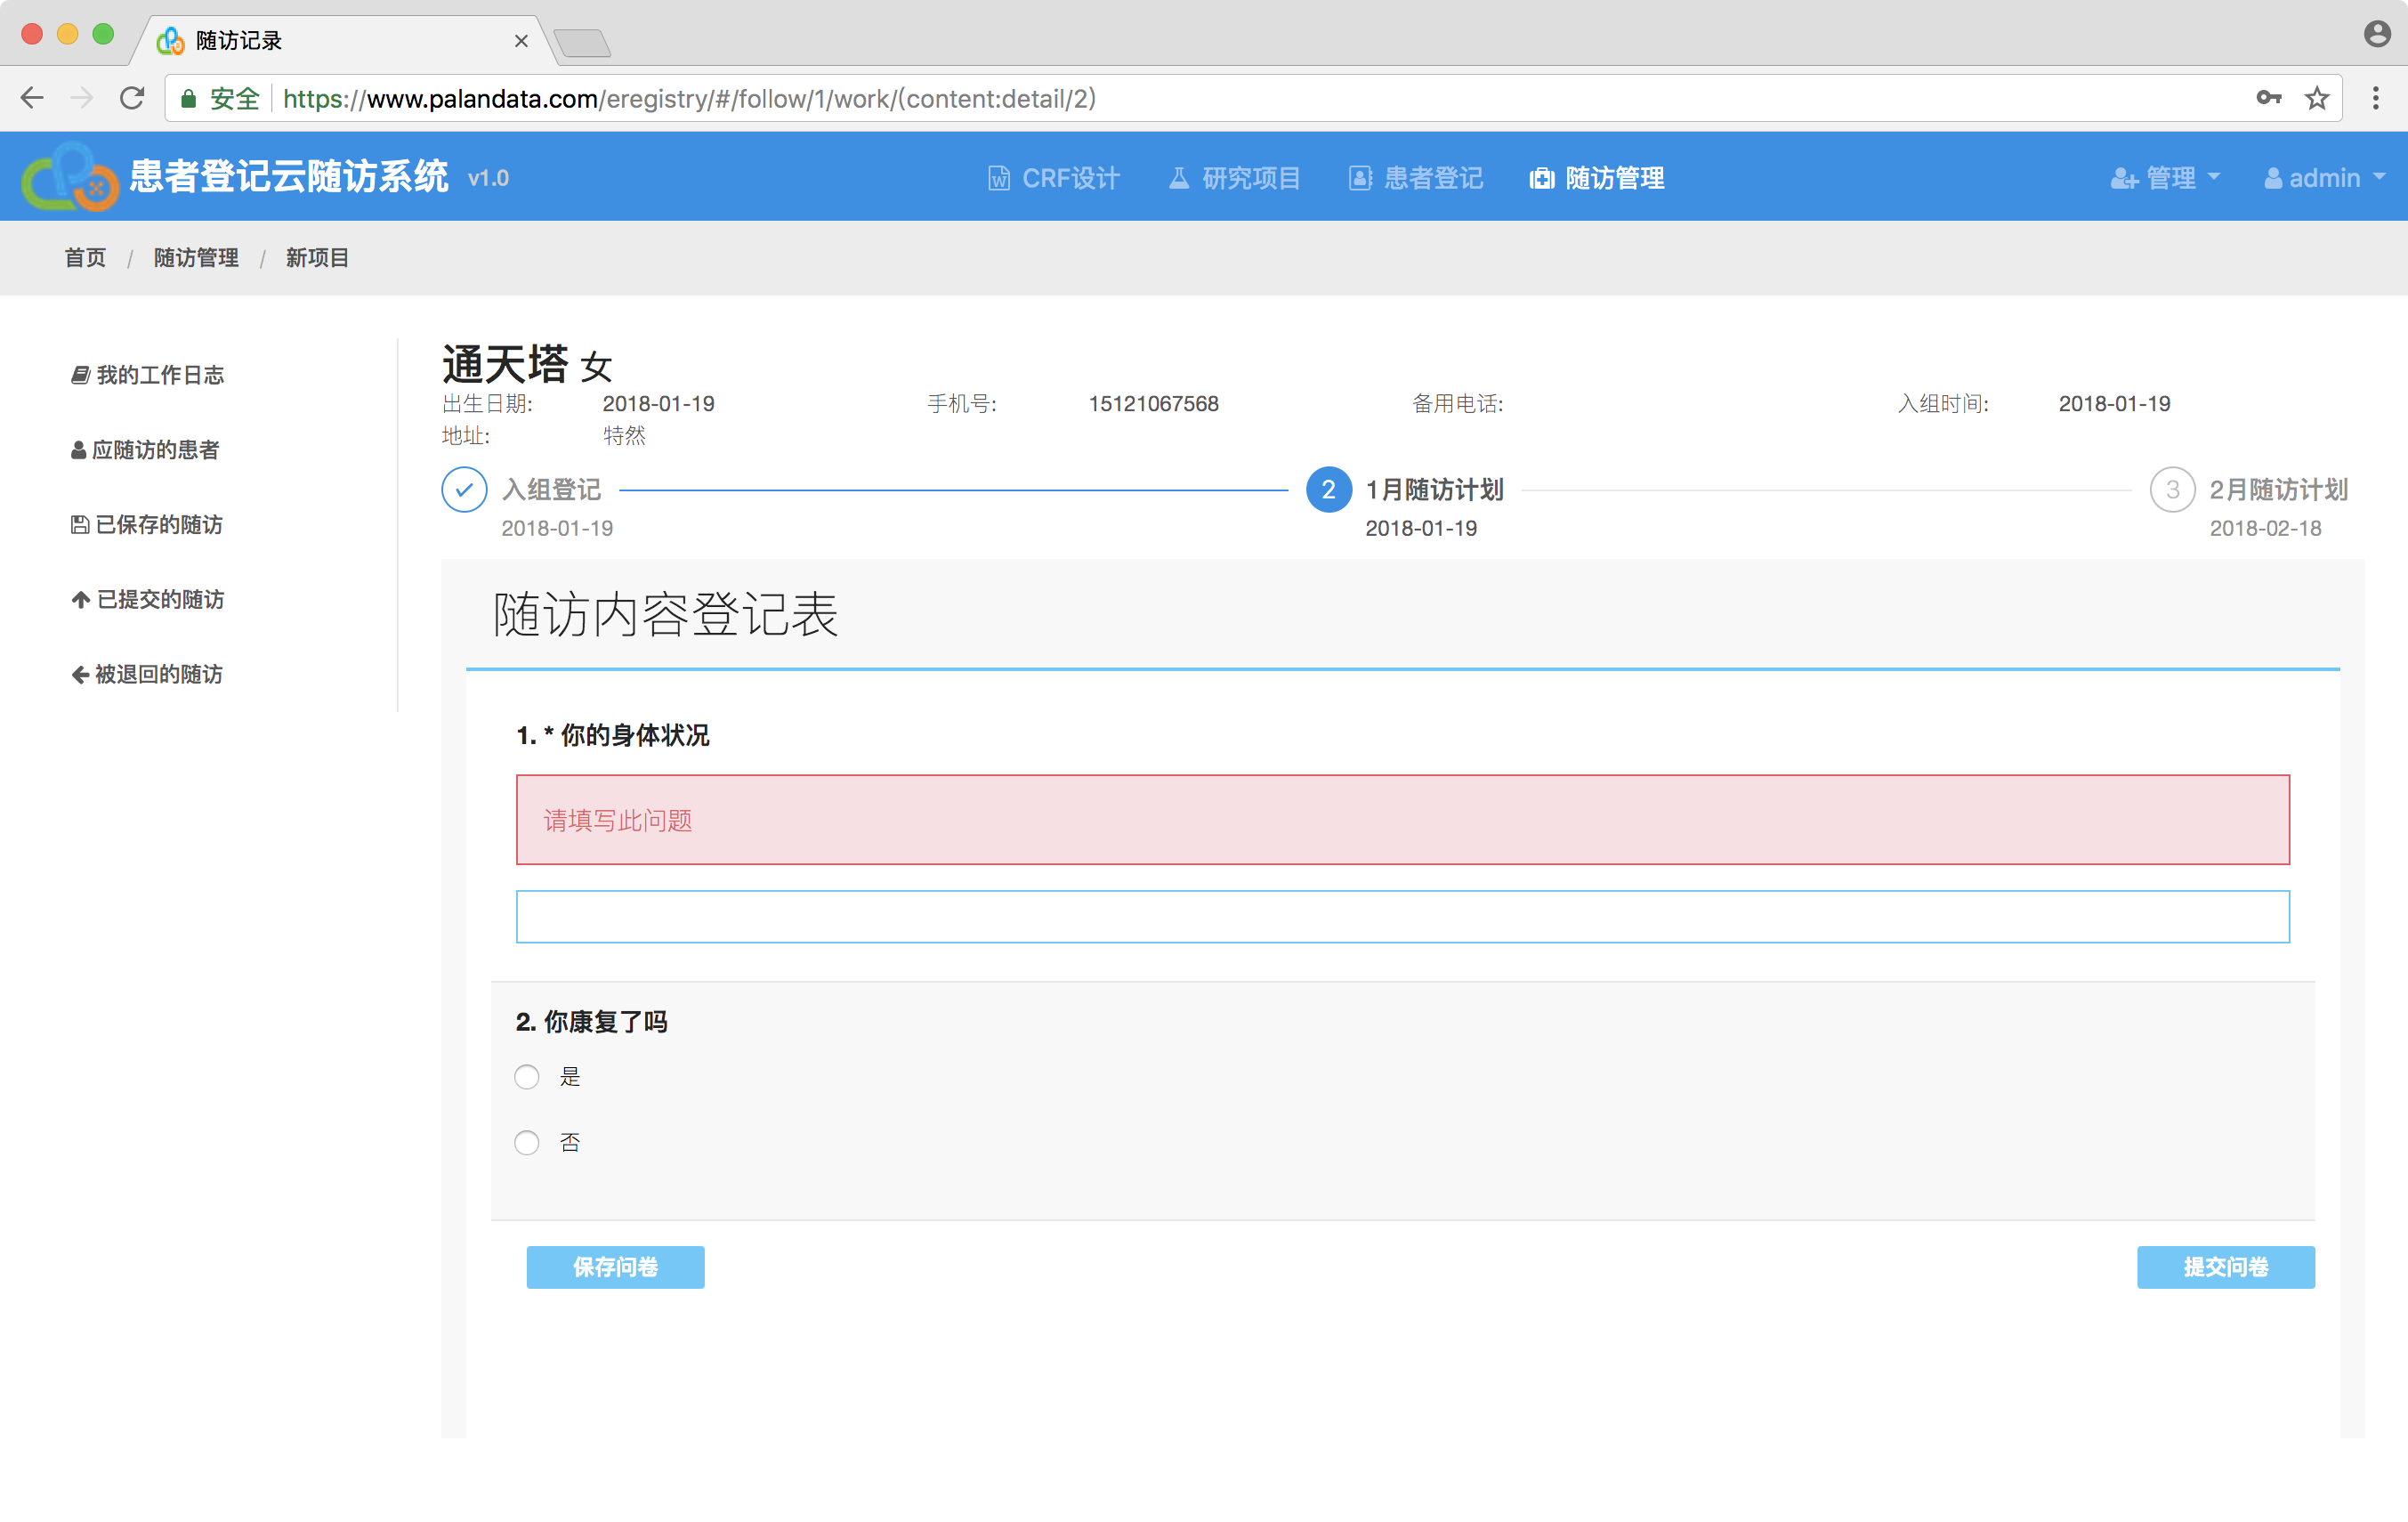 随访记录
安全 https://www.palandata.com/eregistry/#/follow/1/work/(content:detail/2)
患者登记云随访系统 v1.0 CRF设计 研究项目 患者登记 随访管理 管理 admin
首页 / 随访管理 / 新项目
我的工作日志
应随访的患者
已保存的随访
已提交的随访
被退回的随访
通天塔 女
出生日期: 2018-01-19 手机号: 15121067568 备用电话: 入组时间: 2018-01-19
地址: 特然
入组登记 2 1月随访计划 3 2月随访计划
2018-01-19 2018-01-19 2018-02-18
随访内容登记表
1. * 你的身体状况
请填写此问题
2. 你康复了吗
是
否
保存问卷 提交问卷